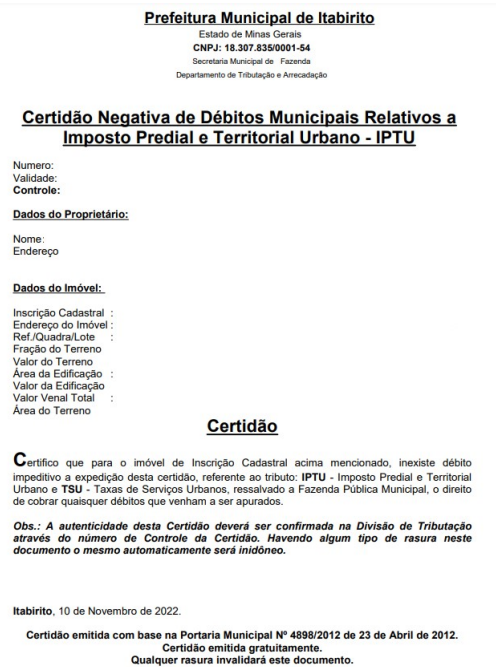 Prefeitura Municipal de Itabirito
Estado de Minas Gerais
CNPJ: 18.307.835/0001-54
Secretaria Municipal de Fazenda
Departamento de Tributação e Arrecadação
Certidão Negativa de Débitos Municipais Relativos a
Imposto Predial e Territorial Urbano - IPTU
Numero:
Validade:
Controle:
Dados do Proprietário:
Nome:
Endereço
Dados do Imóvel:
Inscrição Cadastral :
Endereço do Imóvel :
Ref./Quadra/Lote :
Fração do Terreno
Valor do Terreno
Área da Edificação :
Valor da Edificação
Valor Venal Total :
Área do Terreno
Certidão
Certifico que para o imóvel de Inscrição Cadastral acima mencionado, inexiste débito
impeditivo a expedição desta certidão, referente ao tributo: IPTU - Imposto Predial e Territorial
Urbano e TSU - Taxas de Serviços Urbanos, ressalvado a Fazenda Pública Municipal, o direito
de cobrar quaisquer débitos que venham a ser apurados.
Obs.: A autenticidade desta Certidão deverá ser confirmada na Divisão de Tributação
através do número de Controle da Certidão. Havendo algum tipo de rasura neste
documento o mesmo automaticamente será inidôneo.
Itabirito, 10 de Novembro de 2022.
Certidão emitida com base na Portaria Municipal Nº 4898/2012 de 23 de Abril de 2012.
Certidão emitida gratuitamente.
Qualquer rasura invalidará este documento.